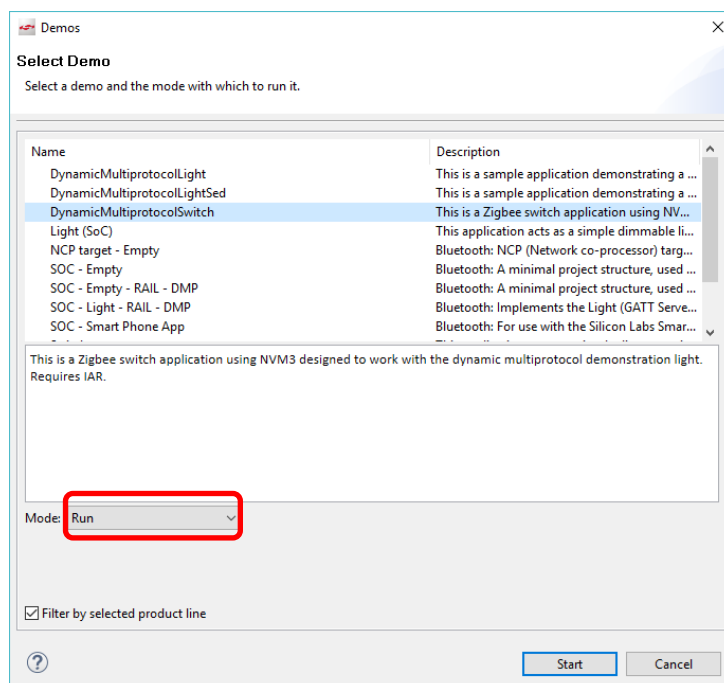 Demos
Select Demo
Select a demo and the mode with which to run it.
Name Description
DynamicMultiprotocolLight This is a sample application demonstrating a ...
DynamicMultiprotocolLightSed This is a sample application demonstrating a ...
DynamicMultiprotocolSwitch This is a Zigbee switch application using NV...
Light (SoC) This application acts as a simple dimmable li...
NCP target - Empty Bluetooth: NCP (Network co-processor) targ...
SOC - Empty Bluetooth: A minimal project structure, used ...
SOC - Empty - RAIL - DMP Bluetooth: A minimal project structure, used ...
SOC - Light - RAIL - DMP Bluetooth: Implements the Light (GATT Serve...
SOC - Smart Phone App Bluetooth: For use with the Silicon Labs Smar...
This is a Zigbee switch application using NVM3 designed to work with the dynamic multiprotocol demonstration light.
Requires IAR.
Mode: Run
Filter by selected product line
? Start Cancel